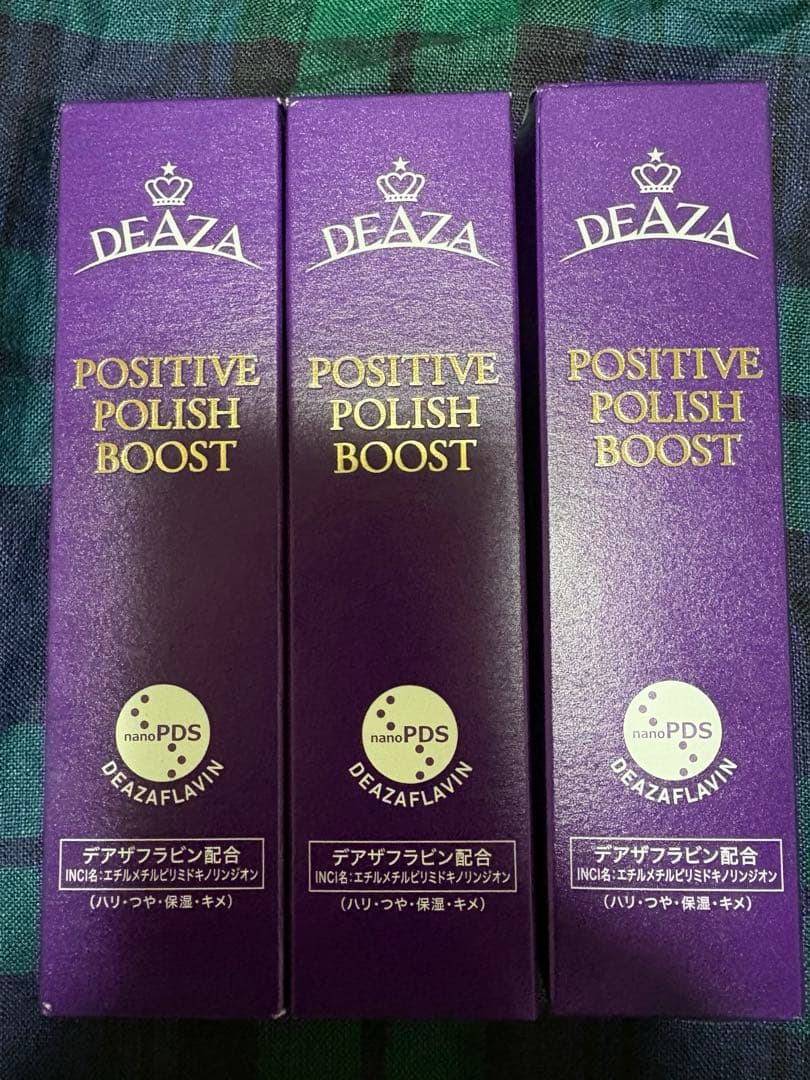 DEAZA
POSITIVE
POLISH
BOOST
nanoPDS
DEAZAFLAVIN
デアザフラビン配合
INCI名:エチルメチルピリミドキノリンジオン
(ハリ・つや・保湿・キメ)
DEAZA
POSITIVE
POLISH
BOOST
nanoPDS
DEAZAFLAVIN
デアザフラビン配合
INCI名:エチルメチルピリミドキノリンジオン
(ハリ・つや・保湿・キメ)
DEAZA
POSITIVE
POLISH
BOOST
nanoPDS
DEAZAFLAVIN
デアザフラビン配合
INCI名:エチルメチルピリミドキノリンジオン
(ハリ・つや・保湿・キメ)